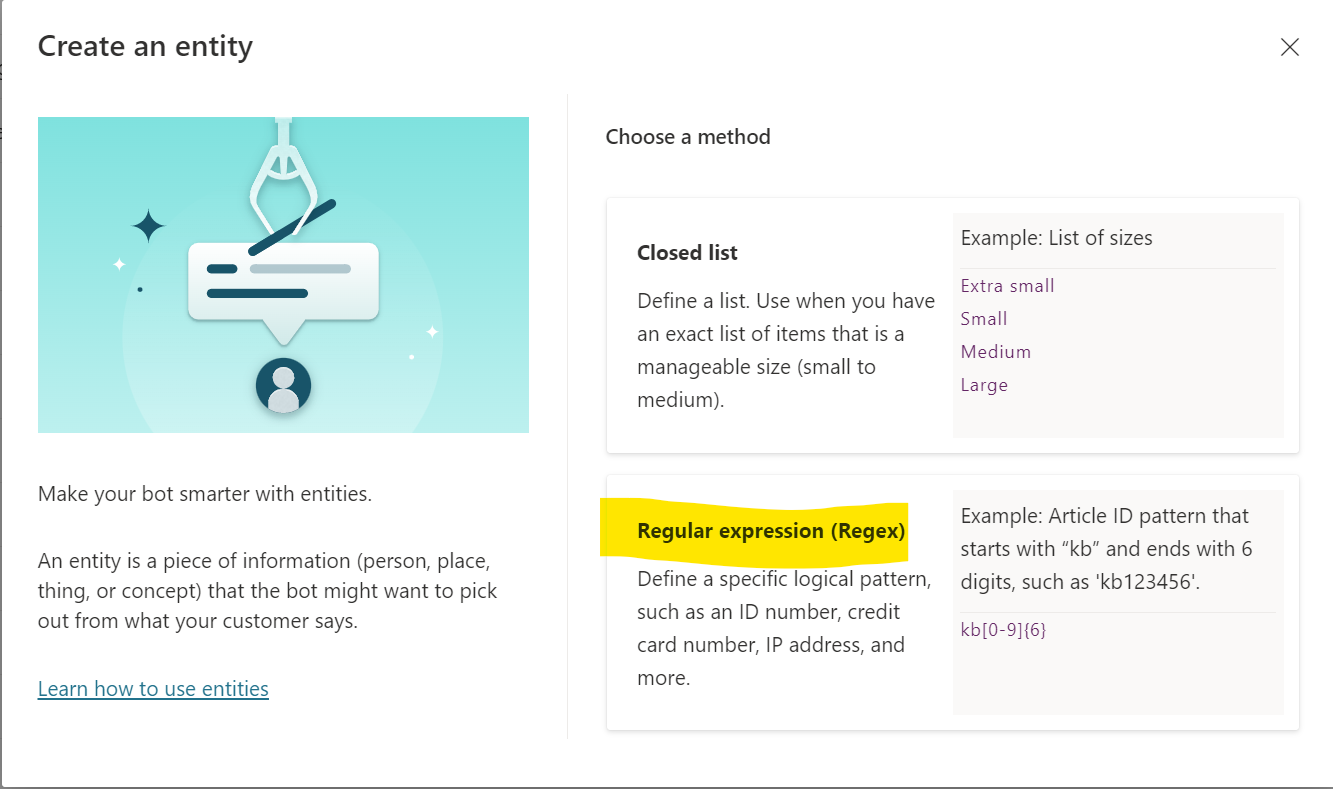 Create an entity
Make your bot smarter with entities.
An entity is a piece of information (person, place,
thing, or concept) that the bot might want to pick
out from what your customer says.
Learn how to use entities
Choose a method
Closed list
Define a list. Use when you have
an exact list of items that is a
manageable size (small to
medium).
Example: List of sizes
Extra small
Small
Medium
Large
Regular expression (Regex)
Define a specific logical pattern,
such as an ID number, credit
card number, IP address, and
more.
Example: Article ID pattern that
starts with “kb” and ends with 6
digits, such as 'kb123456'.
kb[0-9]{6}